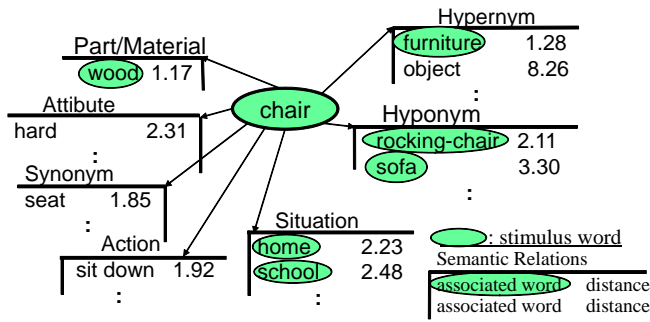 Part/Material
wood 1.17
Attibute
hard 2.31
:
Synonym
seat 1.85
:
Action
sit down 1.92
:
chair
Hypernym
furniture 1.28
object 8.26
:
Hyponym
rocking-chair 2.11
sofa 3.30
:
Situation
home 2.23
school 2.48
:
: stimulus word
Semantic Relations
associated word distance
associated word distance